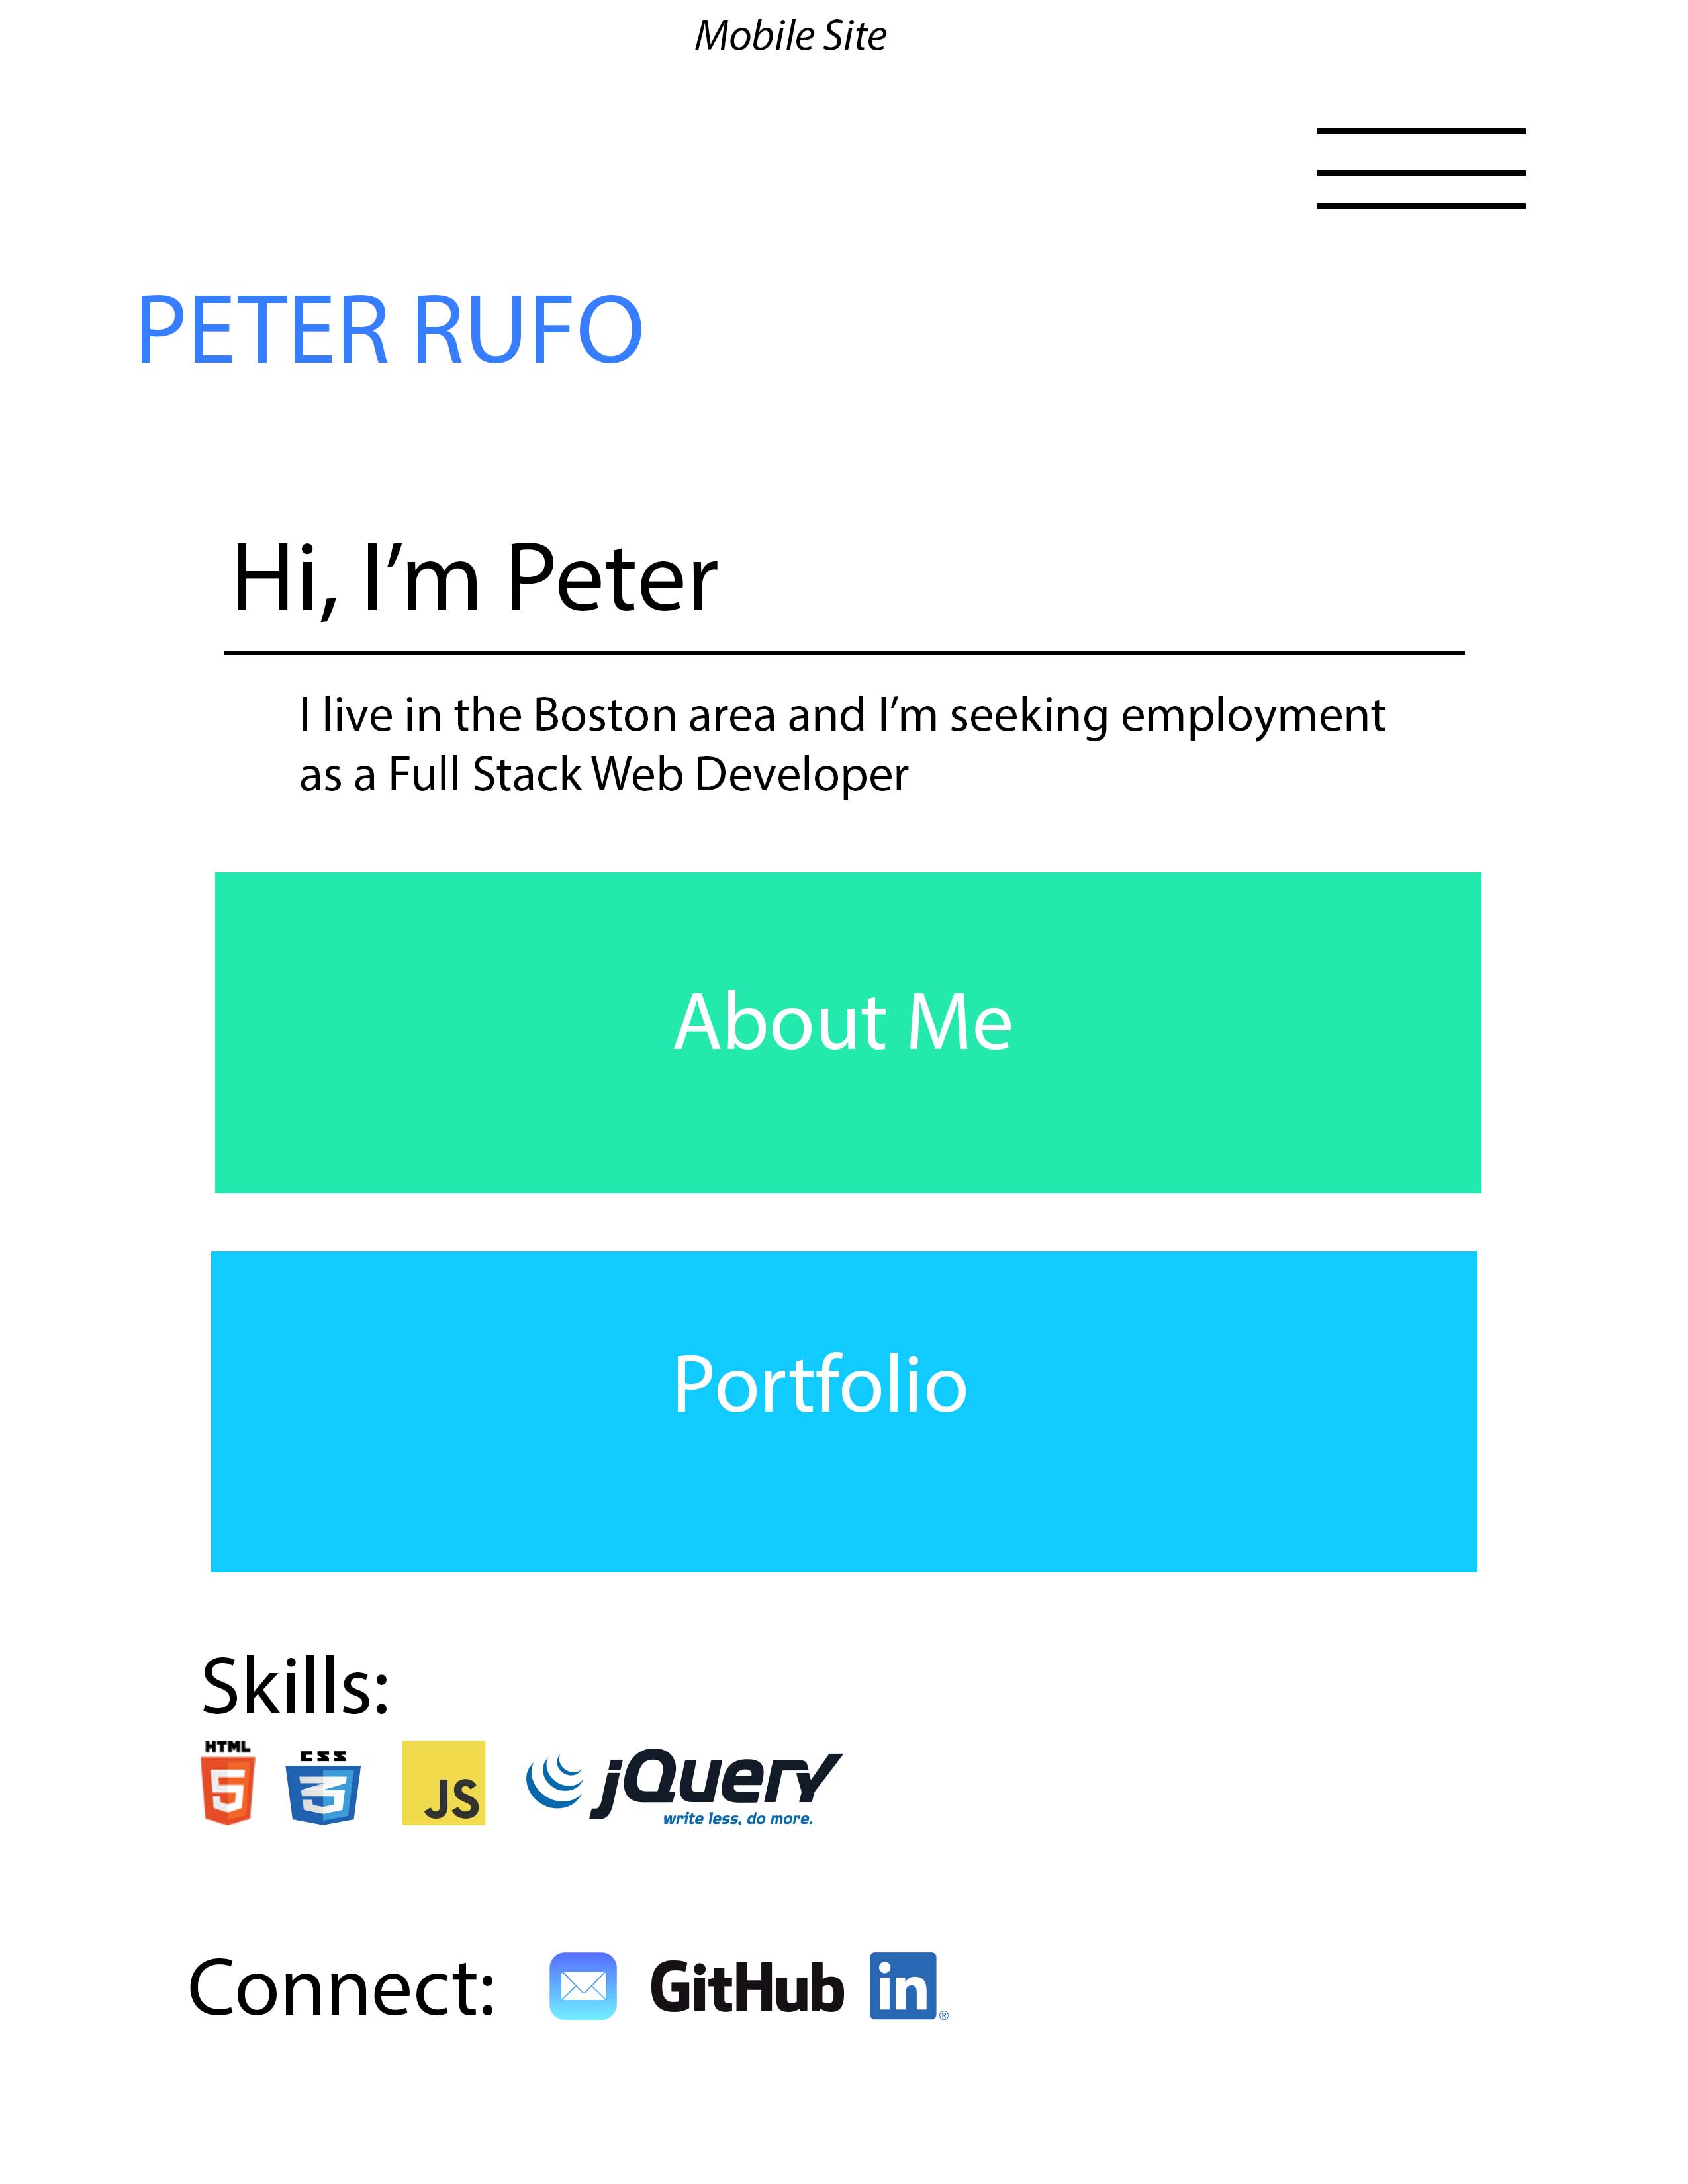 Mobile Site
PETER RUFO
Hi, I’m Peter
I live in the Boston area and I’m seeking employment
as a Full Stack Web Developer
About Me
Portfolio
Skills:
HTML
5
CSS
3
JS
jQuery
write less, do more.
Connect:
GitHub
in®